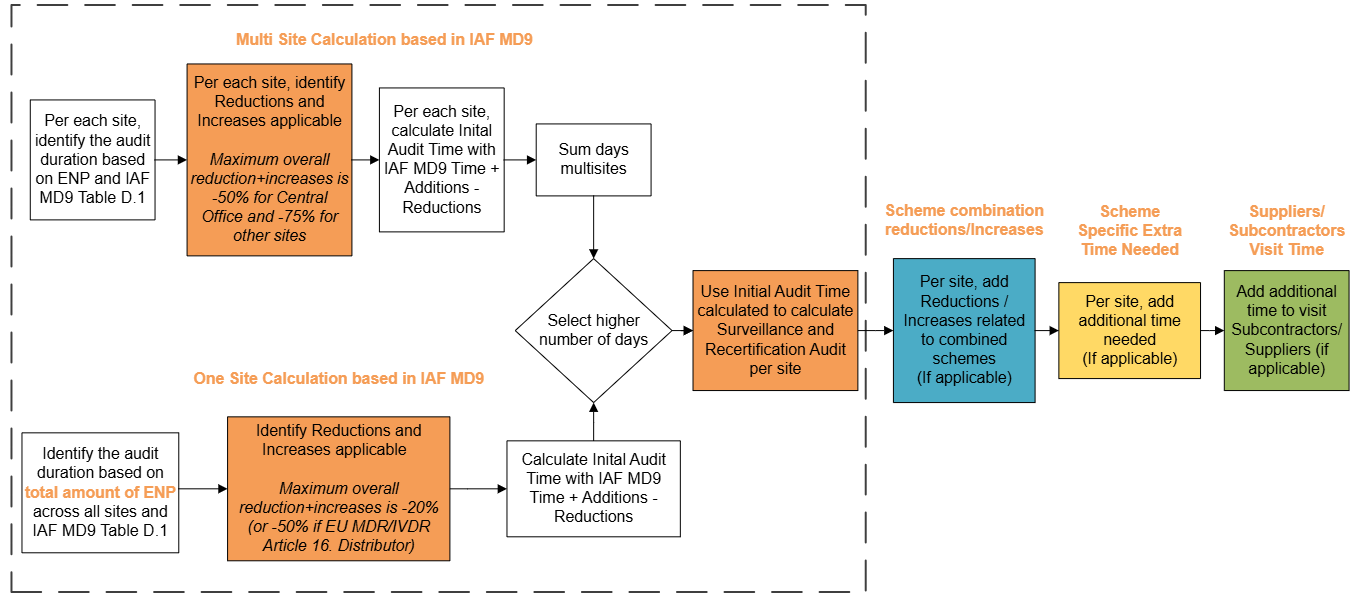 Multi Site Calculation based in IAF MD9
Per each site,
identify the audit
duration based
on ENP and IAF
MD9 Table D.1
Per each site, identify
Reductions and
Increases applicable
Maximum overall
reduction+increases is
-50% for Central
Office and -75% for
other sites
Per each site,
calculate Inital
Audit Time with
IAF MD9 Time +
Additions -
Reductions
Sum days
multisites
Select higher
number of days
One Site Calculation based in IAF MD9
Identify the audit
duration based on
total amount of ENP
across all sites and
IAF MD9 Table D.1
Identify Reductions and
Increases applicable
Maximum overall
reduction+increases is -20%
(or -50% if EU MDR/IVDR
Article 16. Distributor)
Calculate Inital Audit
Time with IAF MD9
Time + Additions -
Reductions
Use Initial Audit Time
calculated to calculate
Surveillance and
Recertification Audit
per site
Scheme combination
reductions/Increases
Per site, add
Reductions /
Increases related
to combined
schemes
(If applicable)
Scheme
Specific Extra
Time Needed
Per site, add
additional time
needed
(If applicable)
Suppliers/
Subcontractors
Visit Time
Add additional
time to visit
Subcontractors/
Suppliers (if
applicable)